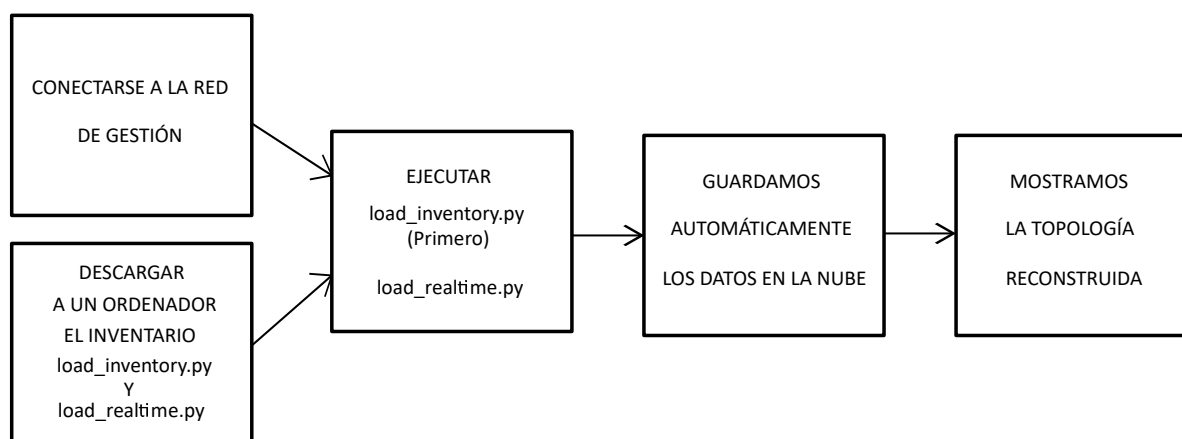 CONECTARSE A LA RED
DE GESTIÓN
DESCARGAR
A UN ORDENADOR
EL INVENTARIO
load_inventory.py
Y
load_realtime.py
EJECUTAR
load_inventory.py
(Primero)
load_realtime.py
GUARDAMOS
AUTOMÁTICAMENTE
LOS DATOS EN LA NUBE
MOSTRAMOS
LA TOPOLOGÍA
RECONSTRUIDA